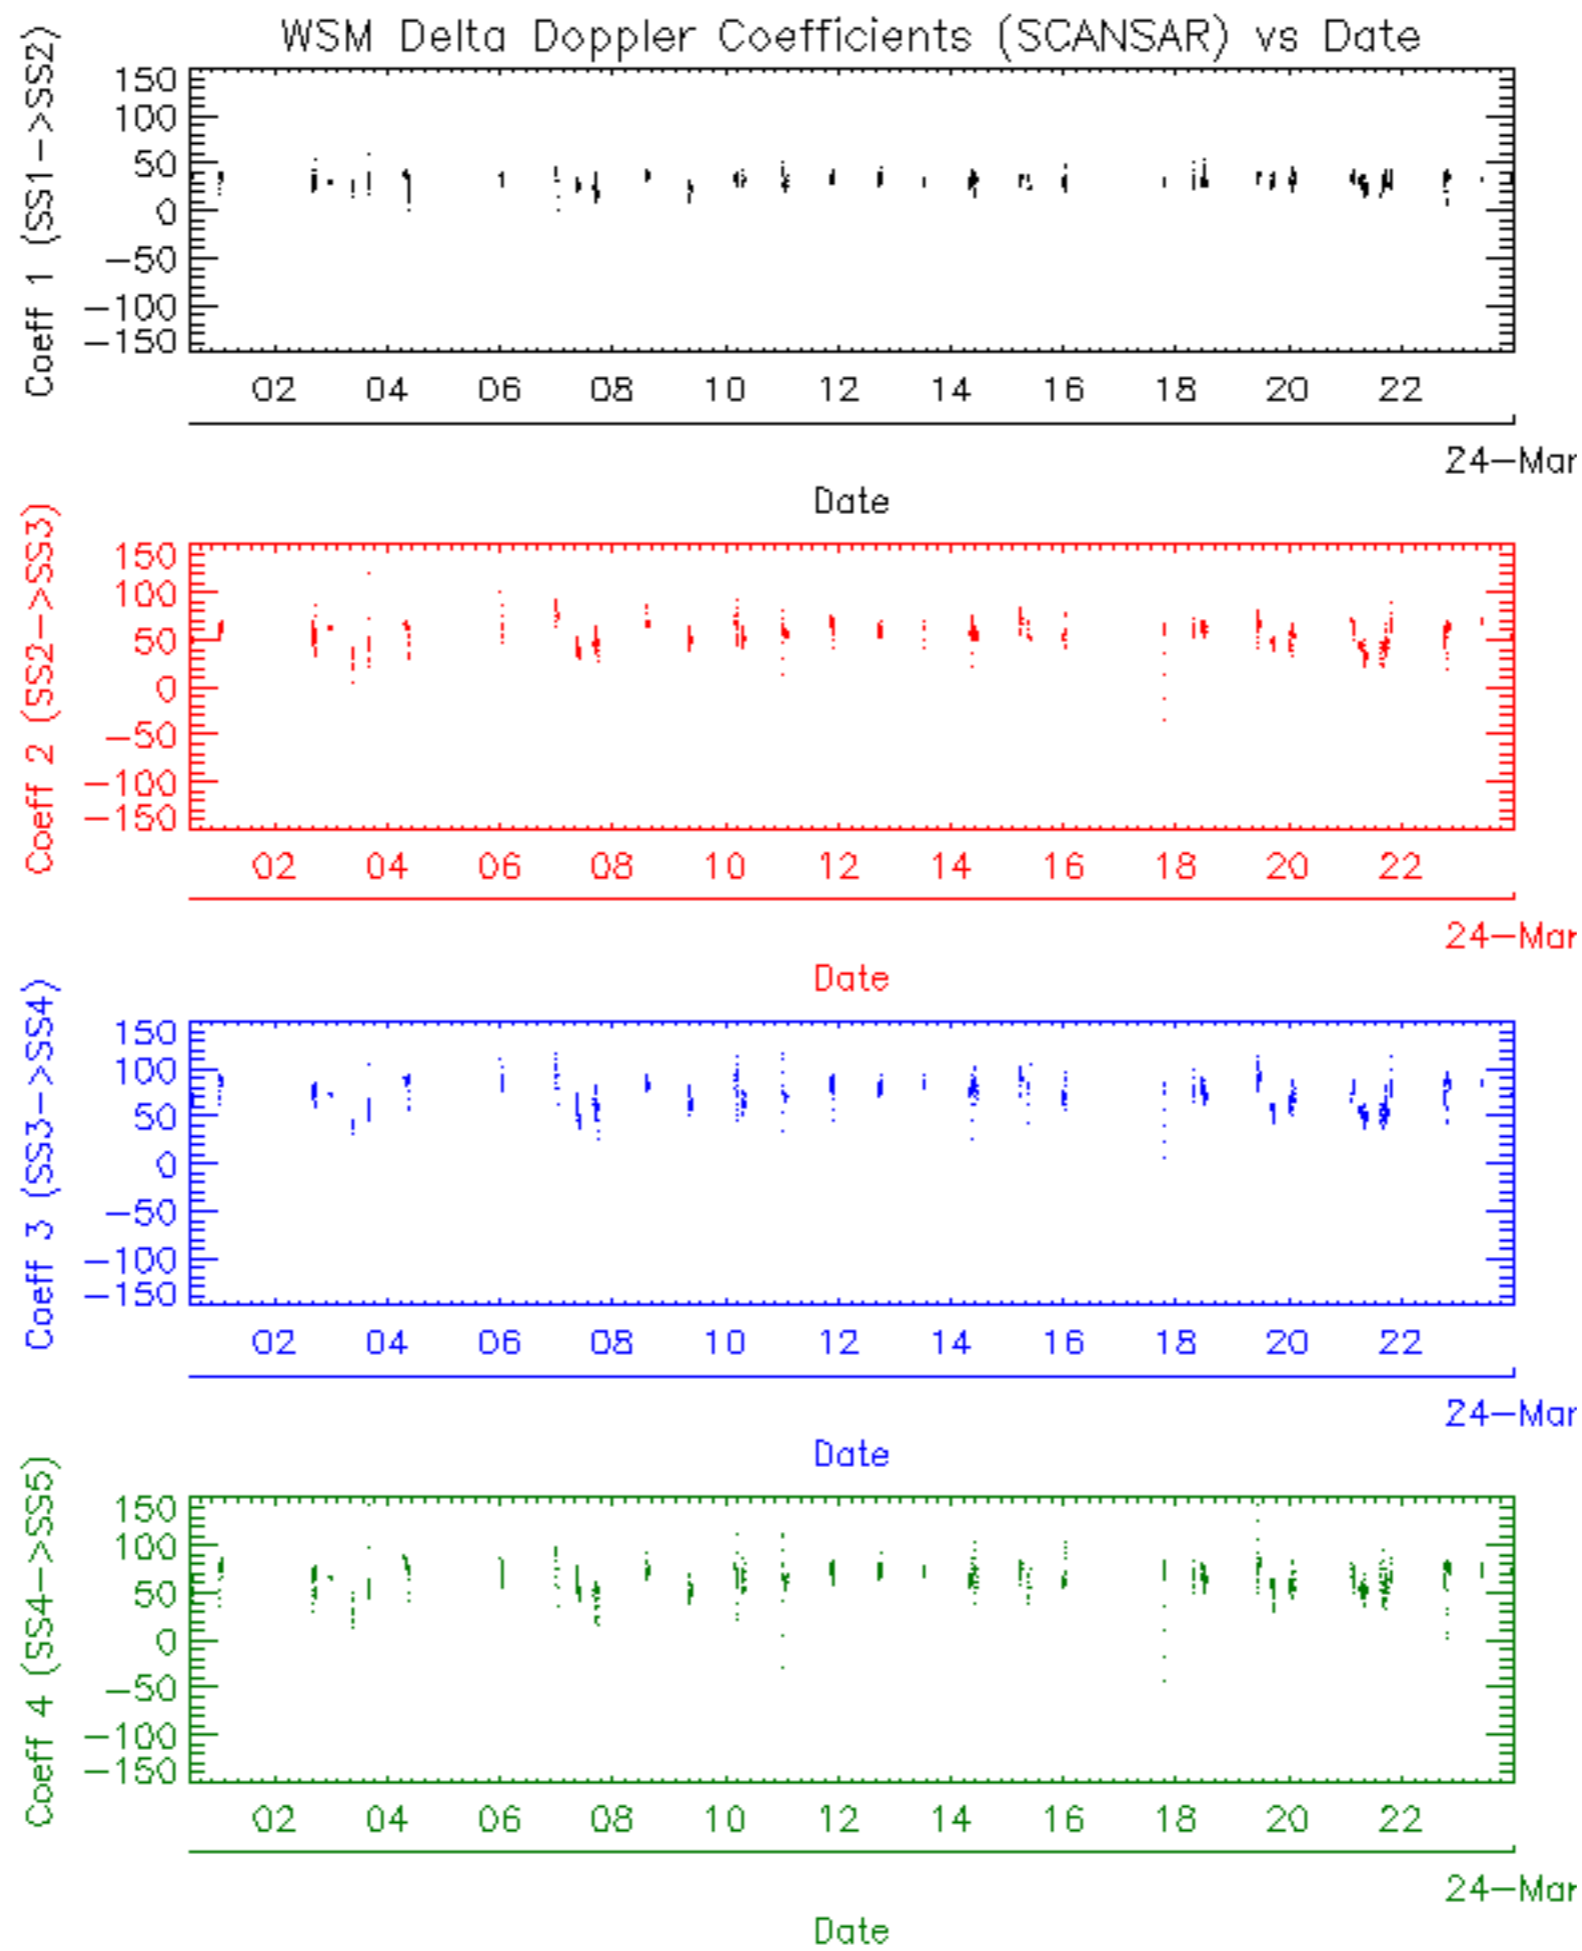 WSM Delta Doppler Coefficients (SCANSAR) vs Date
Coeff 1 (SS1->SS2)
150
100
50
0
-50
-100
-150
02 04 06 08 10 12 14 16 18 20 22
24-Mar
Date
Coeff 2 (SS2->SS3)
150
100
50
0
-50
-100
-150
02 04 06 08 10 12 14 16 18 20 22
24-Mar
Date
Coeff 3 (SS3->SS4)
150
100
50
0
-50
-100
-150
02 04 06 08 10 12 14 16 18 20 22
24-Mar
Date
Coeff 4 (SS4->SS5)
150
100
50
0
-50
-100
-150
02 04 06 08 10 12 14 16 18 20 22
24-Mar
Date